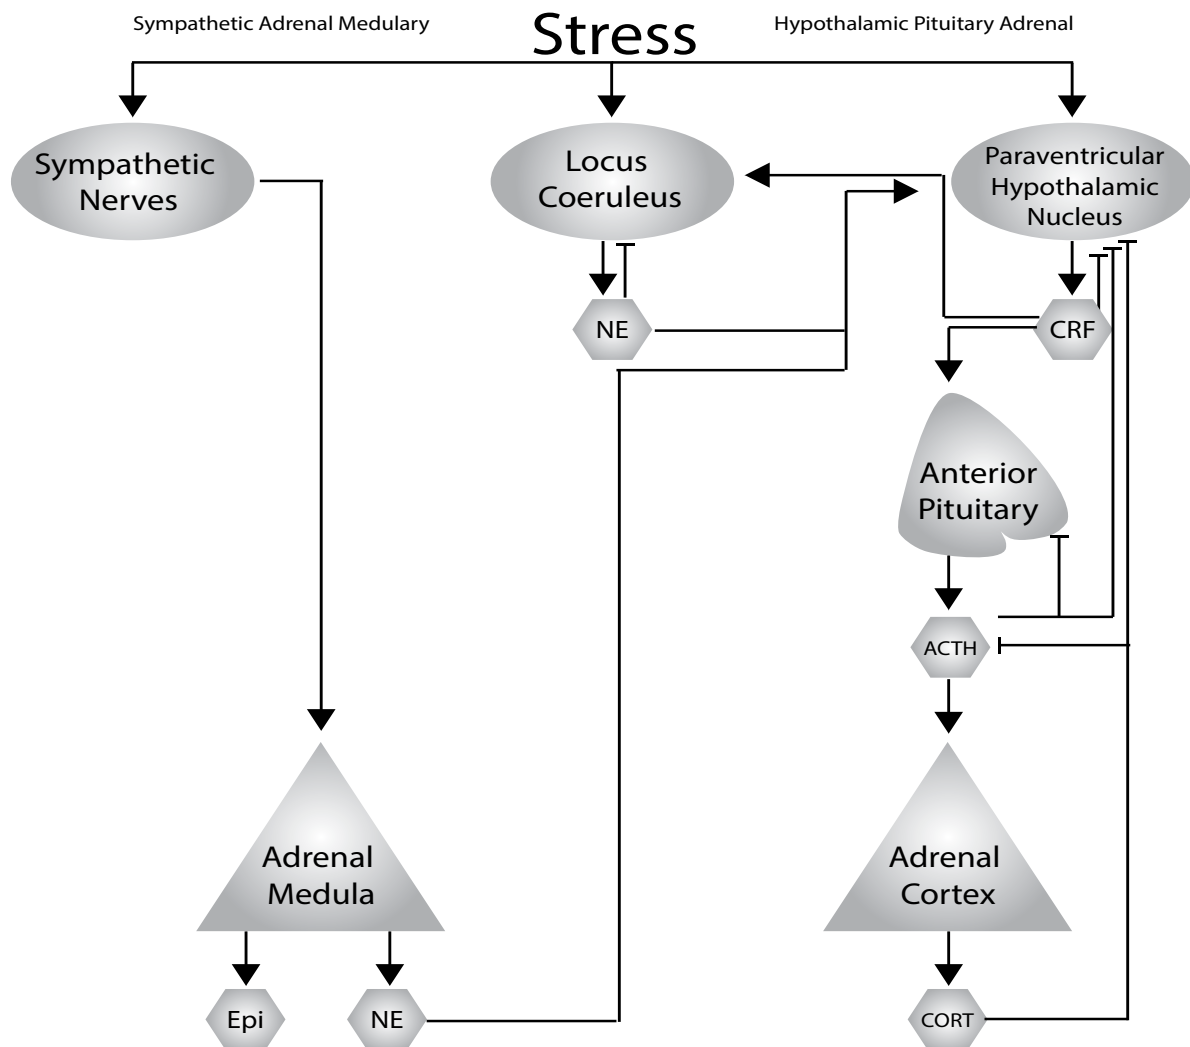 Sympathetic Adrenal Medulary
Stress
Hypothalamic Pituitary Adrenal
Sympathetic
Nerves
Locus
Coeruleus
Paraventricular
Hypothalamic
Nucleus
NE
CRF
Anterior
Pituitary
ACTH
Adrenal
Medula
Adrenal
Cortex
Epi
NE
CORT